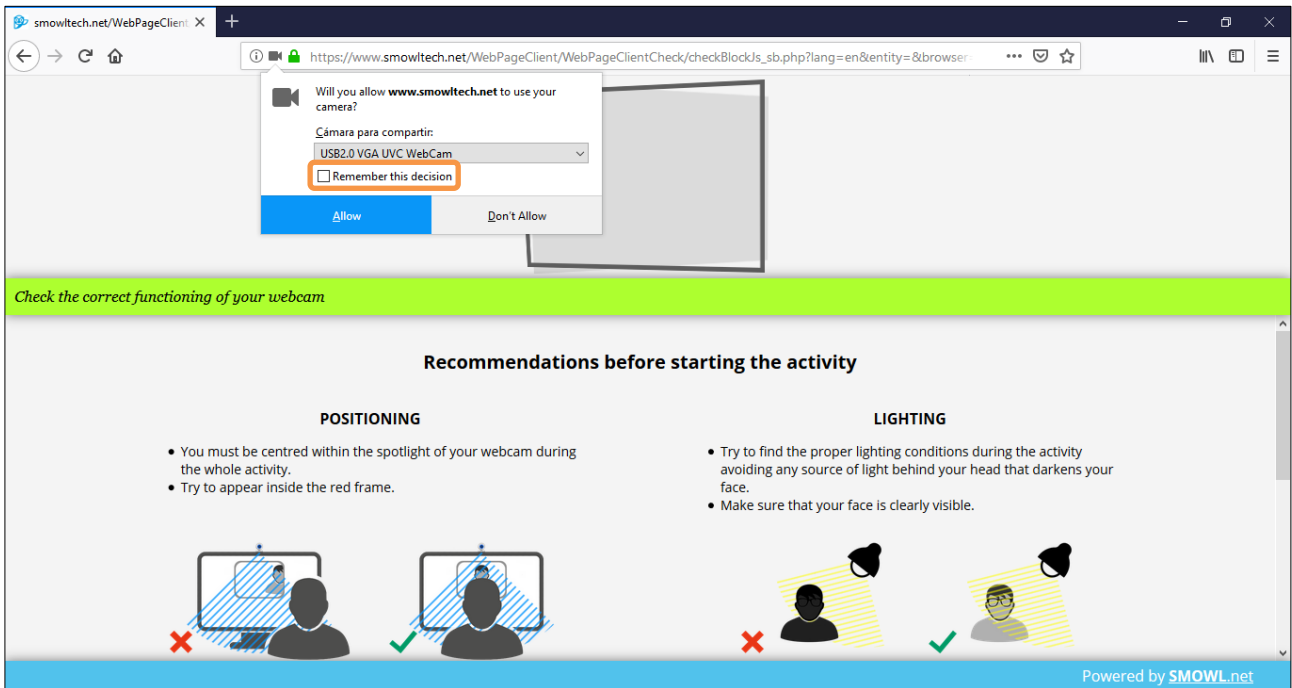 smowltech.net/WebPageClient
https://www.smowltech.net/WebPageClient/WebPageClientCheck/checkBlockJs_sb.php?lang=en&entity=&browser
Will you allow www.smowltech.net to use your
camera?
Cámara para compartir:
USB2.0 VGA UVC WebCam
Remember this decision
Allow
Don't Allow
Check the correct functioning of your webcam
Recommendations before starting the activity
POSITIONING
• You must be centred within the spotlight of your webcam during
the whole activity.
• Try to appear inside the red frame.
LIGHTING
• Try to find the proper lighting conditions during the activity
avoiding any source of light behind your head that darkens your
face.
• Make sure that your face is clearly visible.
Powered by SMOWL.net